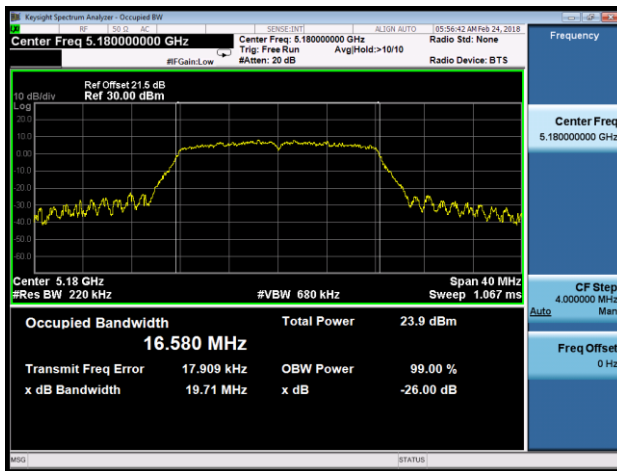 Keysight Spectrum Analyzer - Occupied BW
RF 50 Ω AC SENSE:INT ALIGN AUTO 05:56:42 AM Feb 24, 2018
Center Freq 5.180000000 GHz Center Freq: 5.180000000 GHz Radio Std: None
Trig: Free Run Avg|Hold:>10/10
#IFGain:Low #Atten: 20 dB Radio Device: BTS
Ref Offset 21.5 dB
10 dB/div Ref 30.00 dBm
Log
20.0
10.0
0.00
-10.0
-20.0
-30.0
-40.0
-50.0
-60.0
Center 5.18 GHz Span 40 MHz
#Res BW 220 kHz #VBW 680 kHz Sweep 1.067 ms
Occupied Bandwidth Total Power 23.9 dBm
16.580 MHz
Transmit Freq Error 17.909 kHz OBW Power 99.00 %
x dB Bandwidth 19.71 MHz x dB -26.00 dB
MSG STATUS
Frequency
Center Freq
5.180000000 GHz
CF Step
4.000000 MHz
Auto Man
Freq Offset
0 Hz